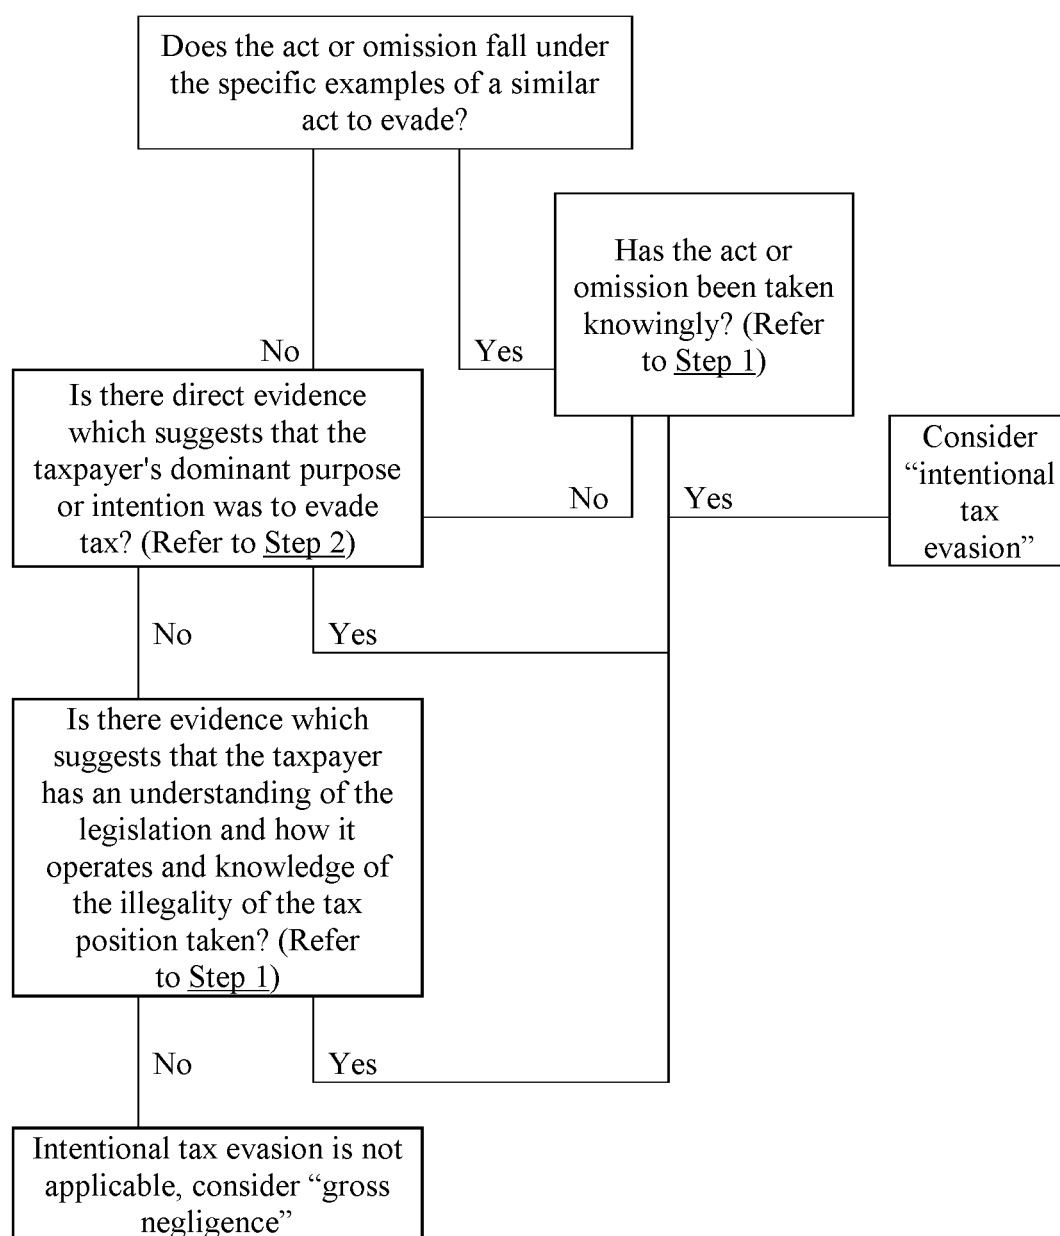 Does the act or omission fall under
the specific examples of a similar
act to evade?
Has the act or
omission been taken
knowingly? (Refer
to Step 1)
No
Yes
Is there direct evidence
which suggests that the
taxpayer's dominant purpose
or intention was to evade
tax? (Refer to Step 2)
No
Yes
Consider
“intentional
tax
evasion”
No
Yes
Is there evidence which
suggests that the taxpayer
has an understanding of the
legislation and how it
operates and knowledge of
the illegality of the tax
position taken? (Refer
to Step 1)
No
Yes
Intentional tax evasion is not
applicable, consider “gross
negligence”